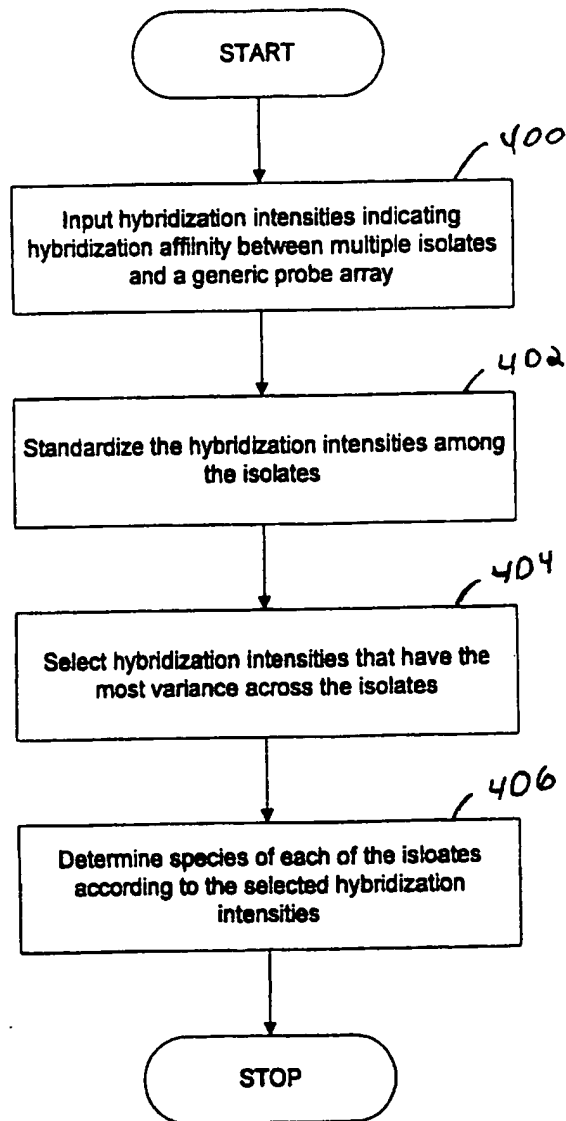 START
400
Input hybridization intensities indicating
hybridization affinity between multiple isolates
and a generic probe array
402
Standardize the hybridization intensities among
the isolates
404
Select hybridization intensities that have the
most variance across the isolates
406
Determine species of each of the isloates
according to the selected hybridization
intensities
STOP